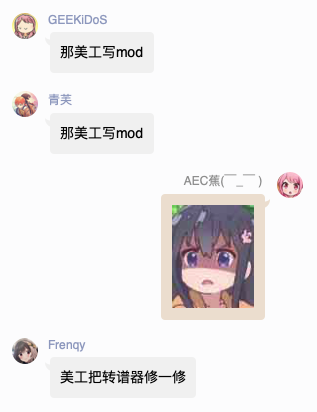 GEEKiDoS
那美工写mod
青芙
那美工写mod
AEC蕉(￣_￣ )
Frenqy
美工把转谱器修一修